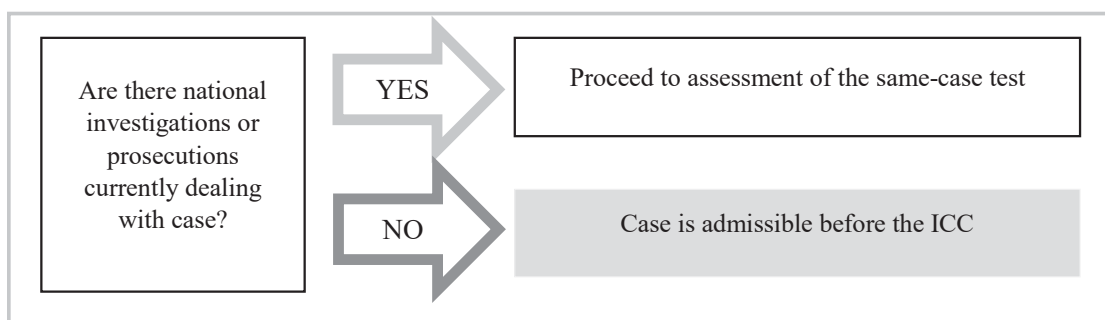 Are there national
investigations or
prosecutions
currently dealing
with case?
YES
Proceed to assessment of the same-case test
NO
Case is admissible before the ICC